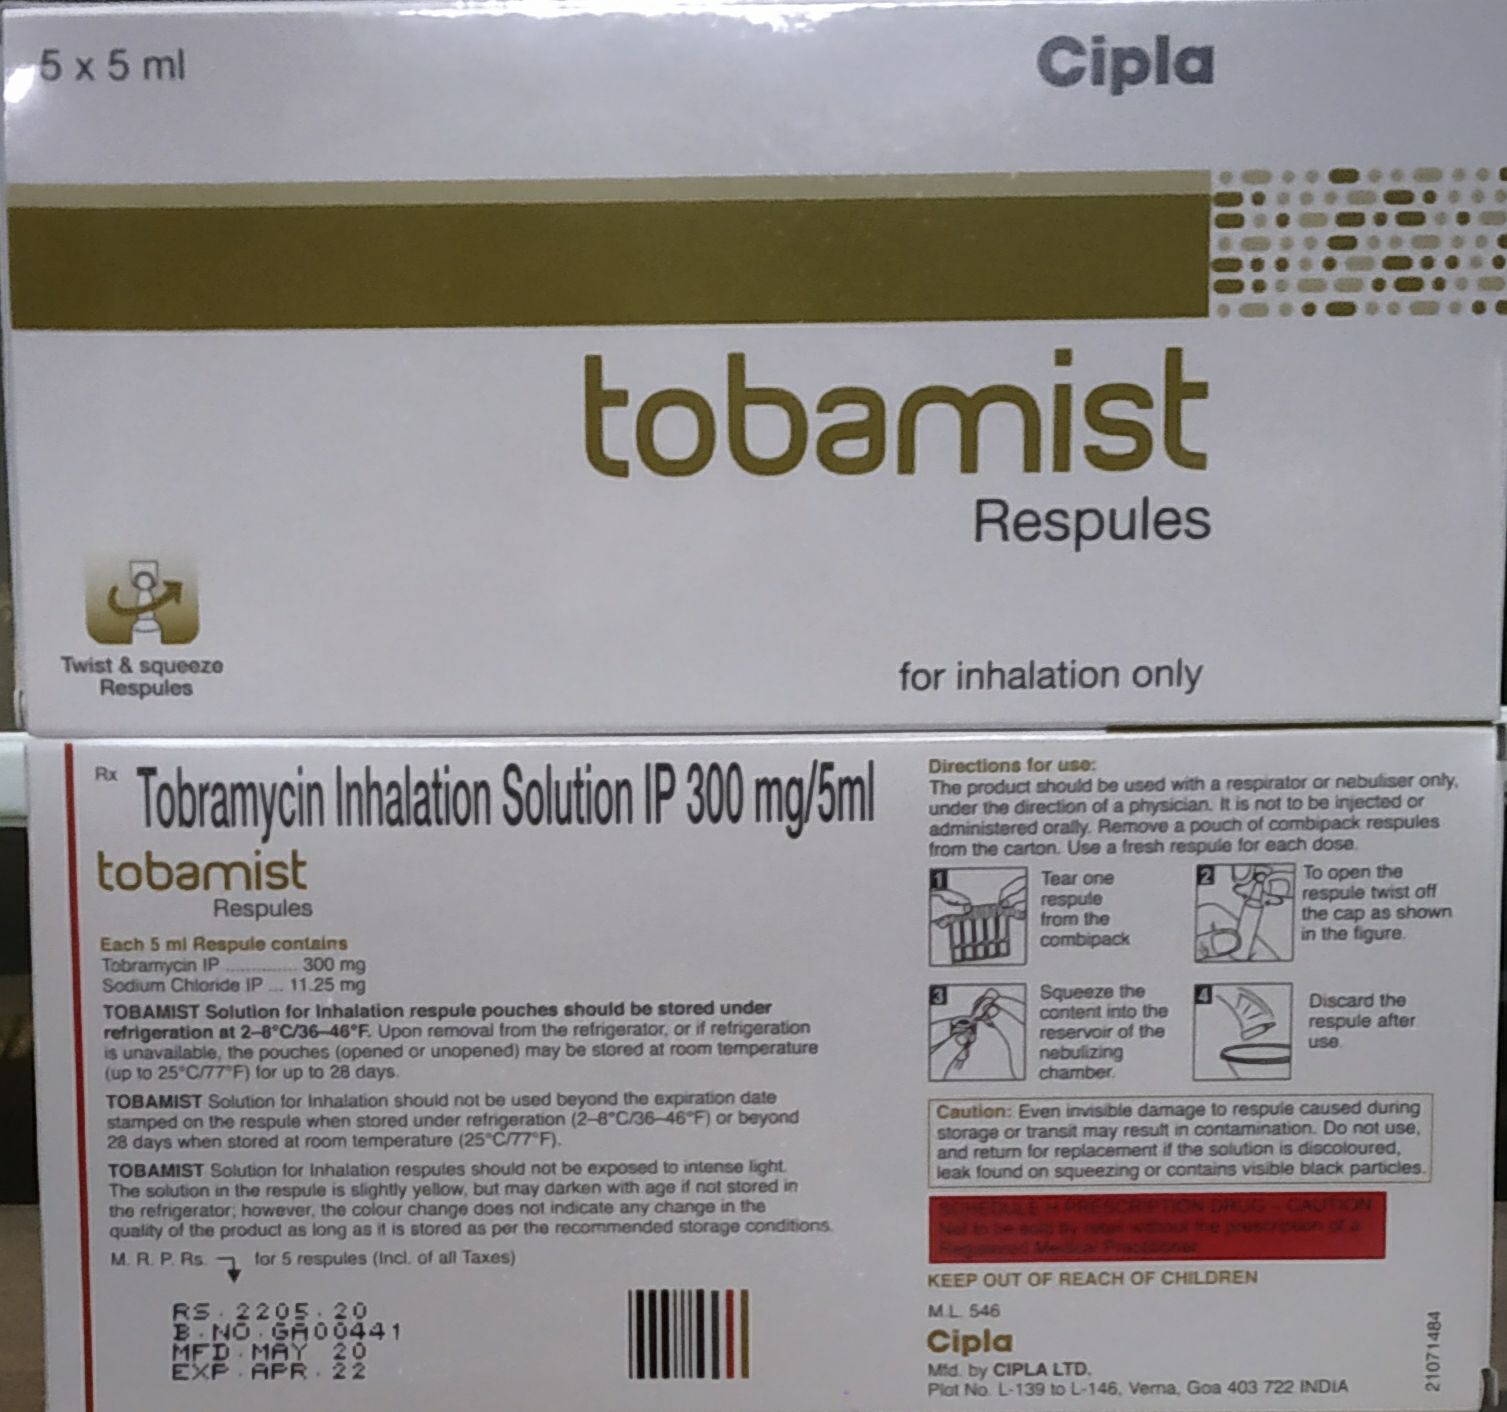 5 x 5 ml
Cipla
tobamist
Respules
Twist & squeeze
Respules
for inhalation only
Rx Tobramycin Inhalation Solution IP 300 mg/5ml
tobamist
Respules
Each 5 ml Respule contains
Tobramycin IP .............. 300 mg
Sodium Chloride IP ... 11.25 mg
TOBAMIST Solution for Inhalation respule pouches should be stored under
refrigeration at 2–8°C/36–46°F. Upon removal from the refrigerator, or if refrigeration
is unavailable, the pouches (opened or unopened) may be stored at room temperature
(up to 25°C/77°F) for up to 28 days.
TOBAMIST Solution for Inhalation should not be used beyond the expiration date
stamped on the respule when stored under refrigeration (2–8°C/36–46°F) or beyond
28 days when stored at room temperature (25°C/77°F).
TOBAMIST Solution for Inhalation respules should not be exposed to intense light.
The solution in the respule is slightly yellow, but may darken with age if not stored in
the refrigerator; however, the colour change does not indicate any change in the
quality of the product as long as it is stored as per the recommended storage conditions.
M. R. P. Rs. for 5 respules (Incl. of all Taxes)
RS. 2205.20
B.NO.GA00441
MFD.MAY 20
EXP.APR.22
Directions for use:
The product should be used with a respirator or nebuliser only,
under the direction of a physician. It is not to be injected or
administered orally. Remove a pouch of combipack respules
from the carton. Use a fresh respule for each dose.
1
Tear one
respule
from the
combipack
2
To open the
respule twist off
the cap as shown
in the figure.
3
Squeeze the
content into the
reservoir of the
nebulizing
chamber.
4
Discard the
respule after
use.
Caution: Even invisible damage to respule caused during
storage or transit may result in contamination. Do not use,
and return for replacement if the solution is discoloured,
leak found on squeezing or contains visible black particles.
SCHEDULE H PRESCRIPTION DRUG - CAUTION
Not to be sold by retail without the prescription of a
Registered Medical Practitioner
KEEP OUT OF REACH OF CHILDREN
M.L. 546
Cipla
Mfd. by CIPLA LTD.
Plot No. L-139 to L-146, Verna, Goa 403 722 INDIA
21071484